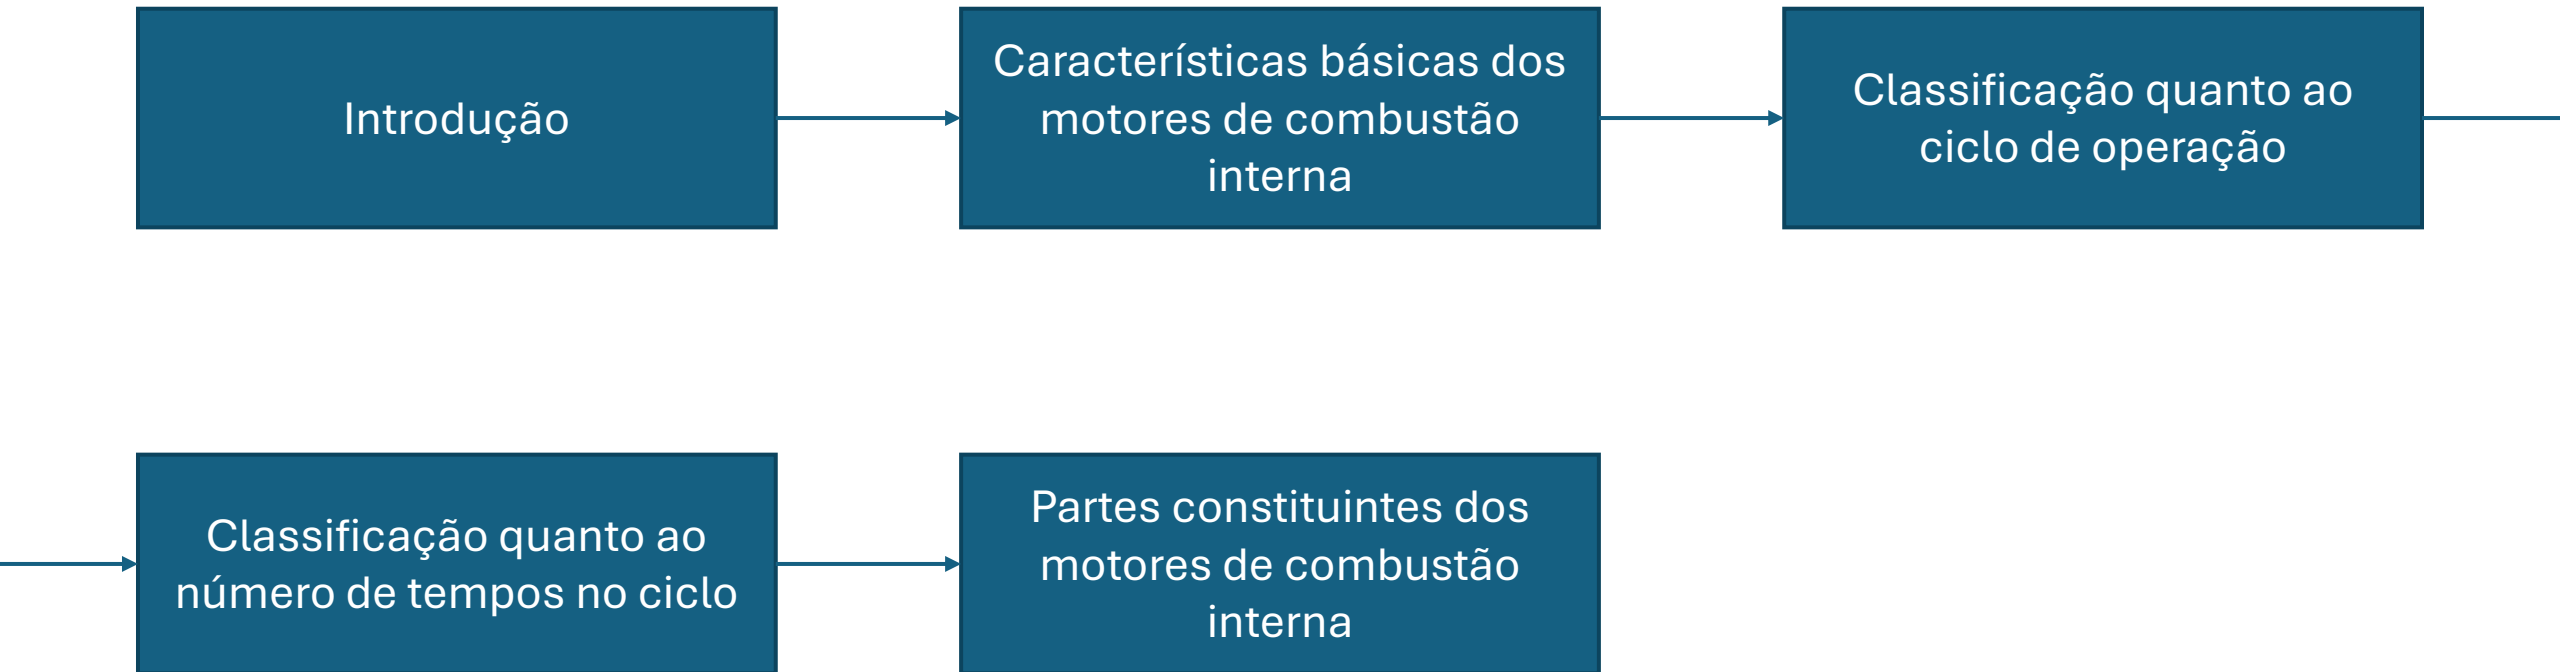 Introdução
Características básicas dos
motores de combustão
interna
Classificação quanto ao
ciclo de operação
Classificação quanto ao
número de tempos no ciclo
Partes constituintes dos
motores de combustão
interna